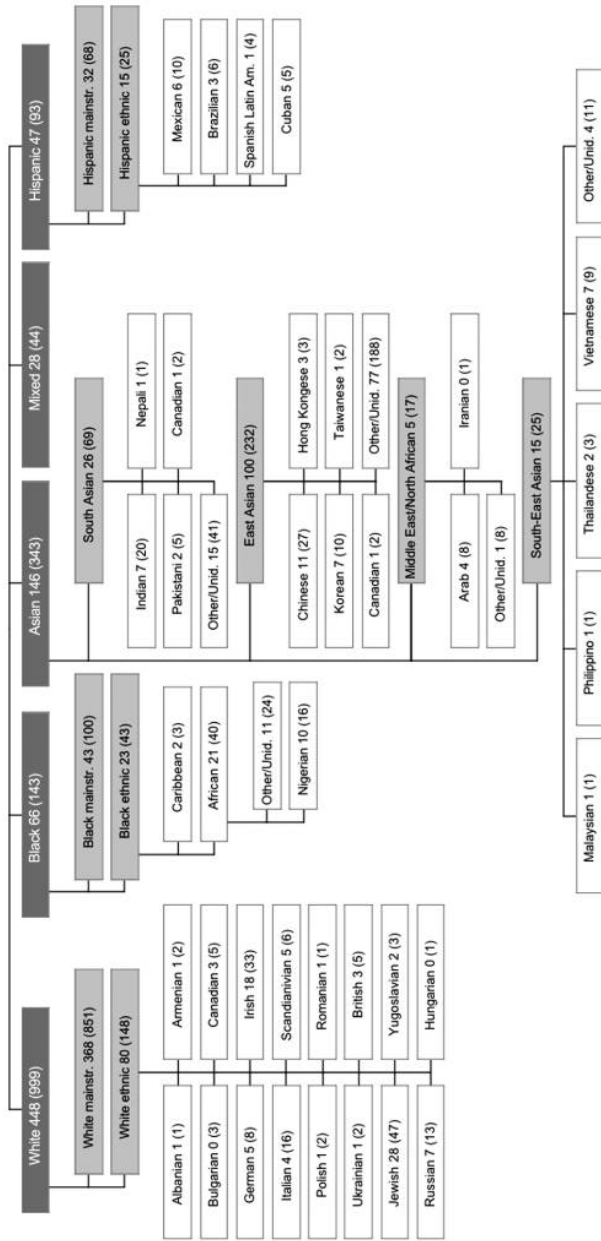 White 448 (999)
White mainstr. 368 (851)
White ethnic 80 (148)
Albanian 1 (1)
Armenian 1 (2)
Bulgarian 0 (3)
Canadian 3 (5)
German 5 (8)
Irish 18 (33)
Italian 4 (16)
Scandianivian 5 (6)
Polish 1 (2)
Romanian 1 (1)
Ukrainian 1 (2)
British 3 (5)
Jewish 28 (47)
Yugoslavian 2 (3)
Russian 7 (13)
Hungarian 0 (1)
Black 66 (143)
Black mainstr. 43 (100)
Black ethnic 23 (43)
Caribbean 2 (3)
African 21 (40)
Other/Unid. 11 (24)
Nigerian 10 (16)
Asian 146 (343)
South Asian 26 (69)
Indian 7 (20)
Nepali 1 (1)
Pakistani 2 (5)
Canadian 1 (2)
Other/Unid. 15 (41)
East Asian 100 (232)
Chinese 11 (27)
Hong Kongese 3 (3)
Korean 7 (10)
Taiwanese 1 (2)
Canadian 1 (2)
Other/Unid. 77 (188)
Middle East/North African 5 (17)
Arab 4 (8)
Iranian 0 (1)
Other/Unid. 1 (8)
South-East Asian 15 (25)
Malaysian 1 (1)
Philippino 1 (1)
Thailandese 2 (3)
Vietnamese 7 (9)
Other/Unid. 4 (11)
Mixed 28 (44)
Hispanic 47 (93)
Hispanic mainstr. 32 (68)
Hispanic ethnic 15 (25)
Mexican 6 (10)
Brazilian 3 (6)
Spanish Latin Am. 1 (4)
Cuban 5 (5)